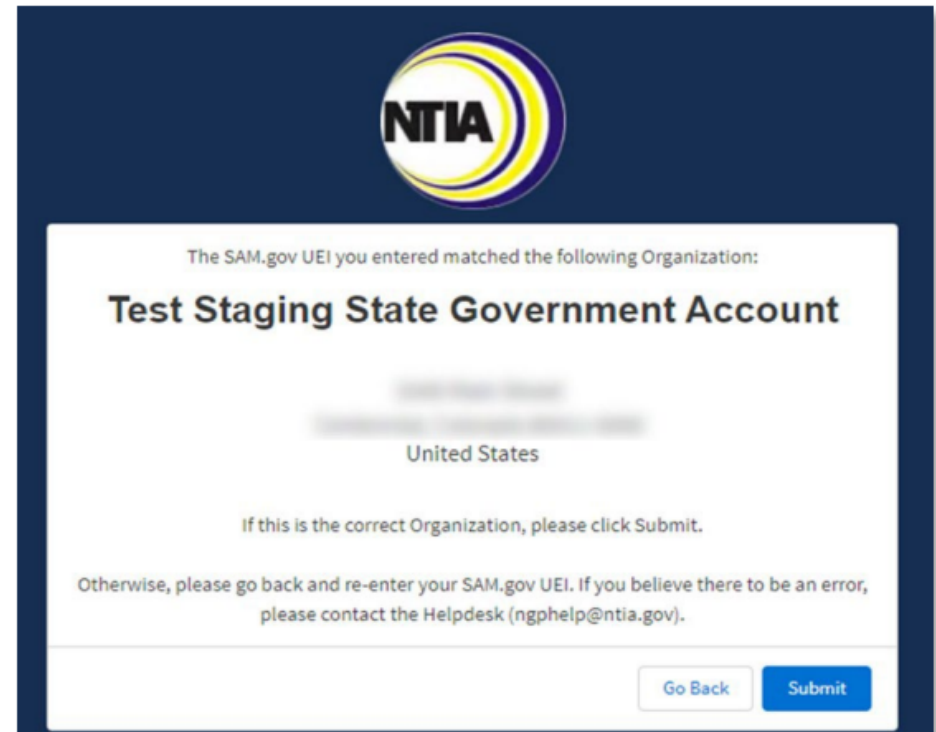 NTIA
The SAM.gov UEI you entered matched the following Organization:
Test Staging State Government Account
United States
If this is the correct Organization, please click Submit.
Otherwise, please go back and re-enter your SAM.gov UEI. If you believe there to be an error,
please contact the Helpdesk (ngphelp@ntia.gov).
Go Back
Submit